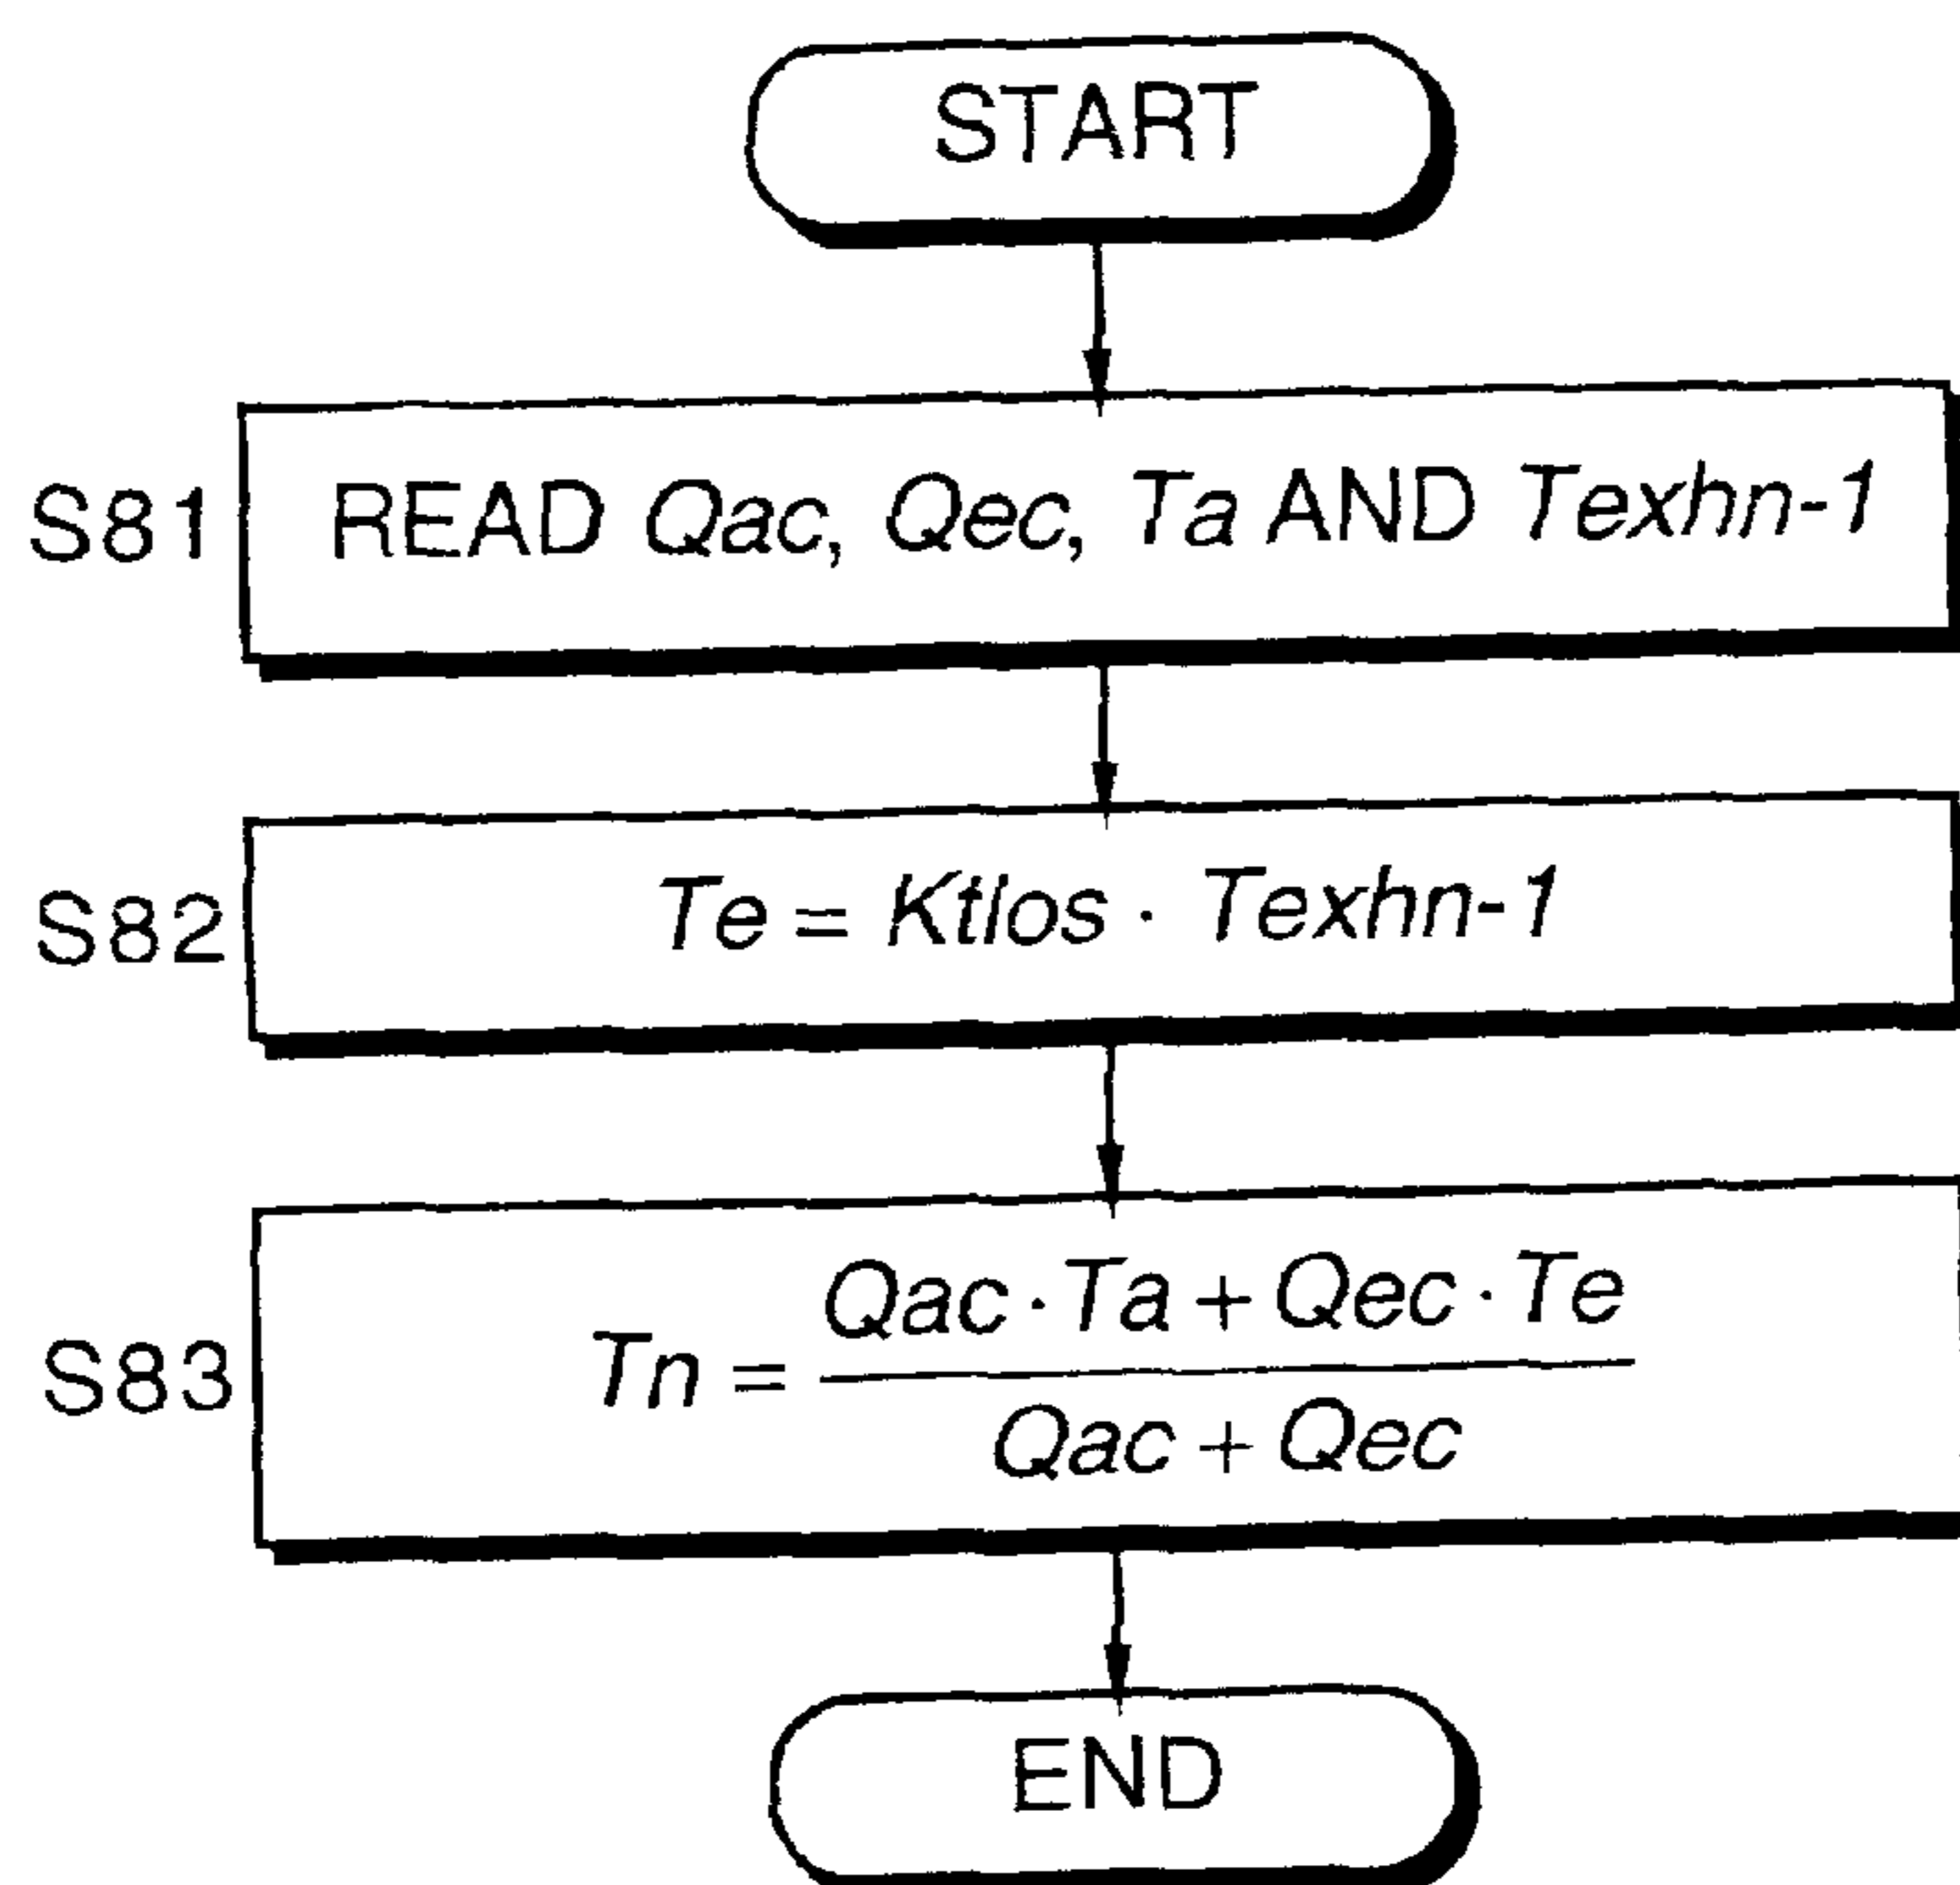 START
S81 READ Qac, Qec, Ta AND Texhn-1
S82 Te = Ktlos · Texhn-1
S83 Tn = Qac · Ta + Qec · Te
Qac + Qec
END